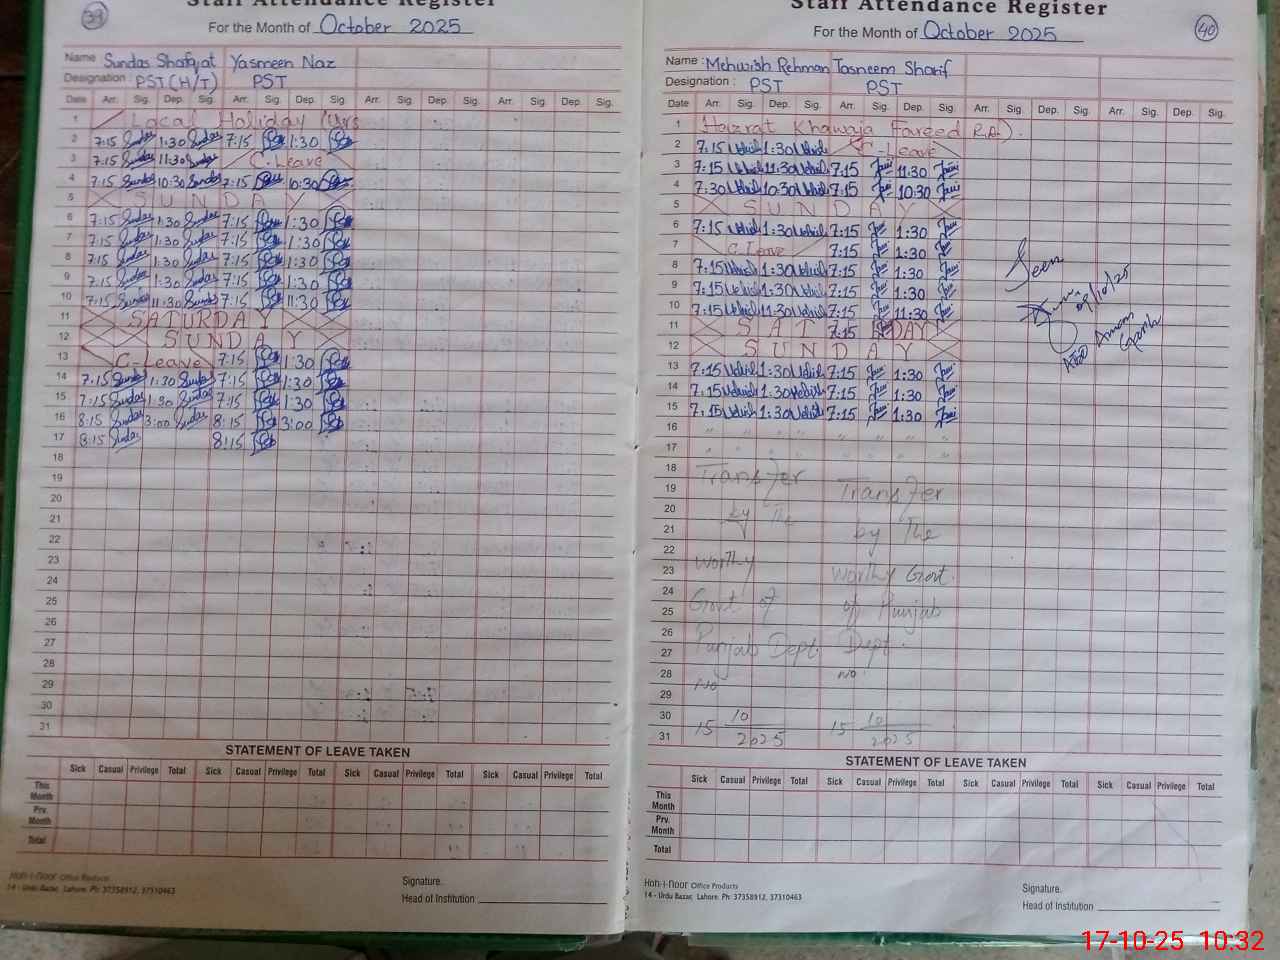 39
Staff Attendance Register
For the Month of October 2025
Name Sundas Shafqat Yasmeen Naz
Designation: PST (H/T) PST
Date Arr. Sig. Dep. Sig. Arr. Sig. Dep. Sig. Arr. Sig. Dep. Sig. Arr. Sig. Dep. Sig.
1 Local Holliday (Urs
2 7:15 Sundas 1:30 Sundas 7:15 1:30
3 7:15 Sundas 11:30 Sundas C.Leave
4 7:15 Sundas 10:30 Sundas 7:15 10:30
5 SUNDAY
6 7:15 Sundas 1:30 Sundas 7:15 1:30
7 7:15 Sundas 1:30 Sundas 7:15 1:30
8 7:15 Sundas 1:30 Sundas 7:15 1:30
9 7:15 Sundas 1:30 Sundas 7:15 1:30
10 7:15 Sundas 11:30 Sundas 7:15 11:30
11 SATURDAY
12 SUNDAY
13 C-Leave 7:15 1:30
14 7:15 Sundas 1:30 Sundas 7:15 1:30
15 7:15 Sundas 1:30 Sundas 7:15 1:30
16 8:15 Sundas 3:00 Sundas 8:15 3:00
17 8:15 Sundas 8:15
18
19
20
21
22
23
24
25
26
27
28
29
30
31
STATEMENT OF LEAVE TAKEN
Sick Casual Privilege Total Sick Casual Privilege Total Sick Casual Privilege Total Sick Casual Privilege Total
This Month
Prv. Month
Total
Noh-i-noor Office Products
14 - Urdu Bazar, Lahore. Ph: 37358912, 37310463
Signature.
Head of Institution
40
Staff Attendance Register
For the Month of October 2025
Name : Mehwish Rehman Tasneem Sharif
Designation : PST PST
Date Arr. Sig. Dep. Sig. Arr. Sig. Dep. Sig. Arr. Sig. Dep. Sig. Arr. Sig. Dep. Sig.
1 Hazrat Khawaja Fareed R.A).
2 7:15 1:30 C-Leave
3 7:15 11:30 7:15 11:30
4 7:30 10:30 7:15 10:30
5 SUNDAY
6 7:15 1:30 7:15 1:30
7 C.Leave 7:15 1:30
8 7:15 1:30 7:15 1:30
9 7:15 1:30 7:15 1:30
10 7:15 11:30 7:15 11:30
11 SAT 7:15 DAY
12 SUNDAY
13 7:15 1:30 7:15 1:30
14 7:15 1:30 7:15 1:30
15 7:15 1:30 7:15 1:30
16 " " " " " " " "
17 " " " " " " " "
18 Transfer
19 Transfer
20 by The
21 by The
22
23 worthy worthy Govt.
24
25 Govt of of Punjab
26
27 Punjab Dept. Dept.
28 No
29 No
30
31 15 10/2025 15 10/2025
Seen
09/10/25
STATEMENT OF LEAVE TAKEN
Sick Casual Privilege Total Sick Casual Privilege Total Sick Casual Privilege Total Sick Casual Privilege Total
This Month
Prv. Month
Total
Noh-i-noor Office Products
14 - Urdu Bazar, Lahore. Ph: 37358912, 37310463
Signature.
Head of Institution
17-10-25 10:32